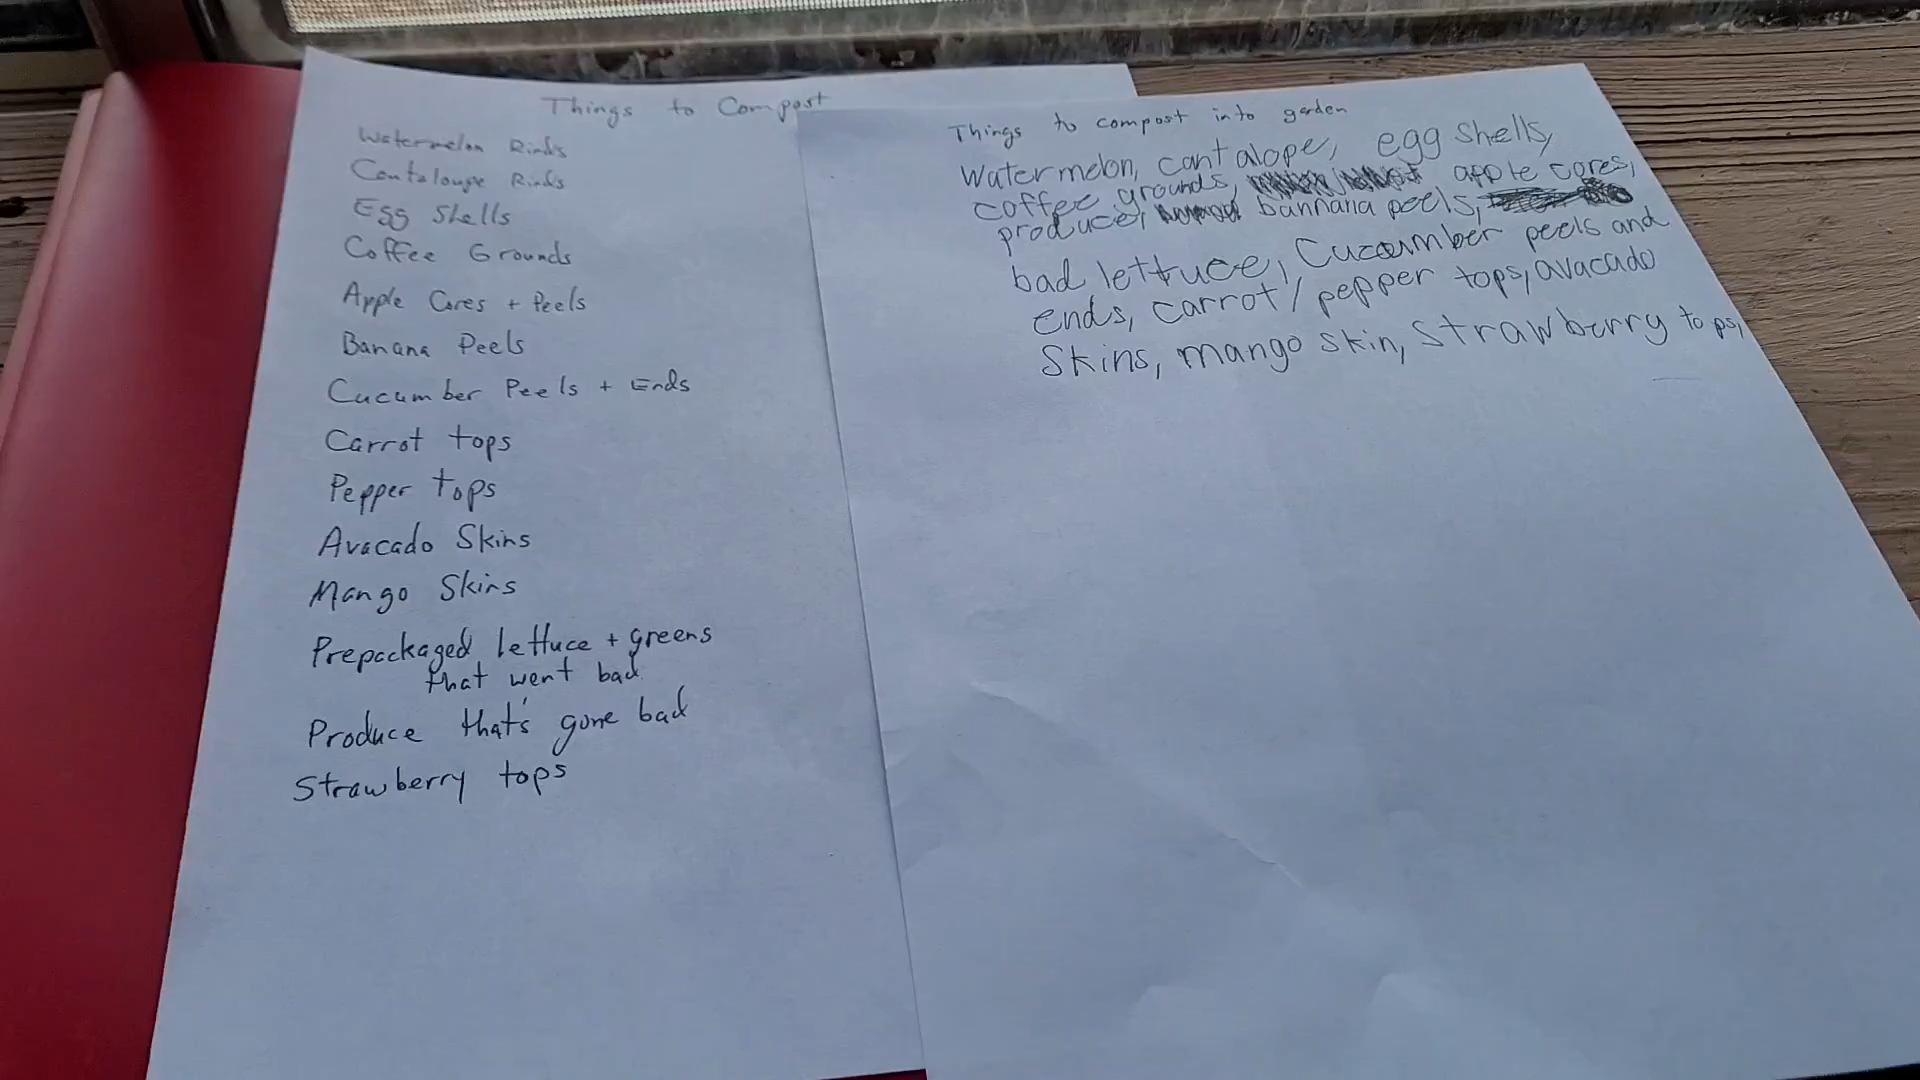 Things to Compost
Watermelon Rinds
Cantaloupe Rinds
Egg Shells
Coffee Grounds
Apple Cores + Peels
Banana Peels
Cucumber Peels + Ends
Carrot tops
Pepper tops
Avacado Skins
Mango Skins
Prepackaged lettuce + greens
that went bad
Produce that's gone bad
Strawberry tops
Things to compost into garden
Watermelon, cantalope, egg shells,
coffee grounds, apple cores,
produce, bannana peels,
bad lettuce, Cucumber peels and
ends, carrot/pepper tops, avacado
Skins, mango skin, Strawberry tops,